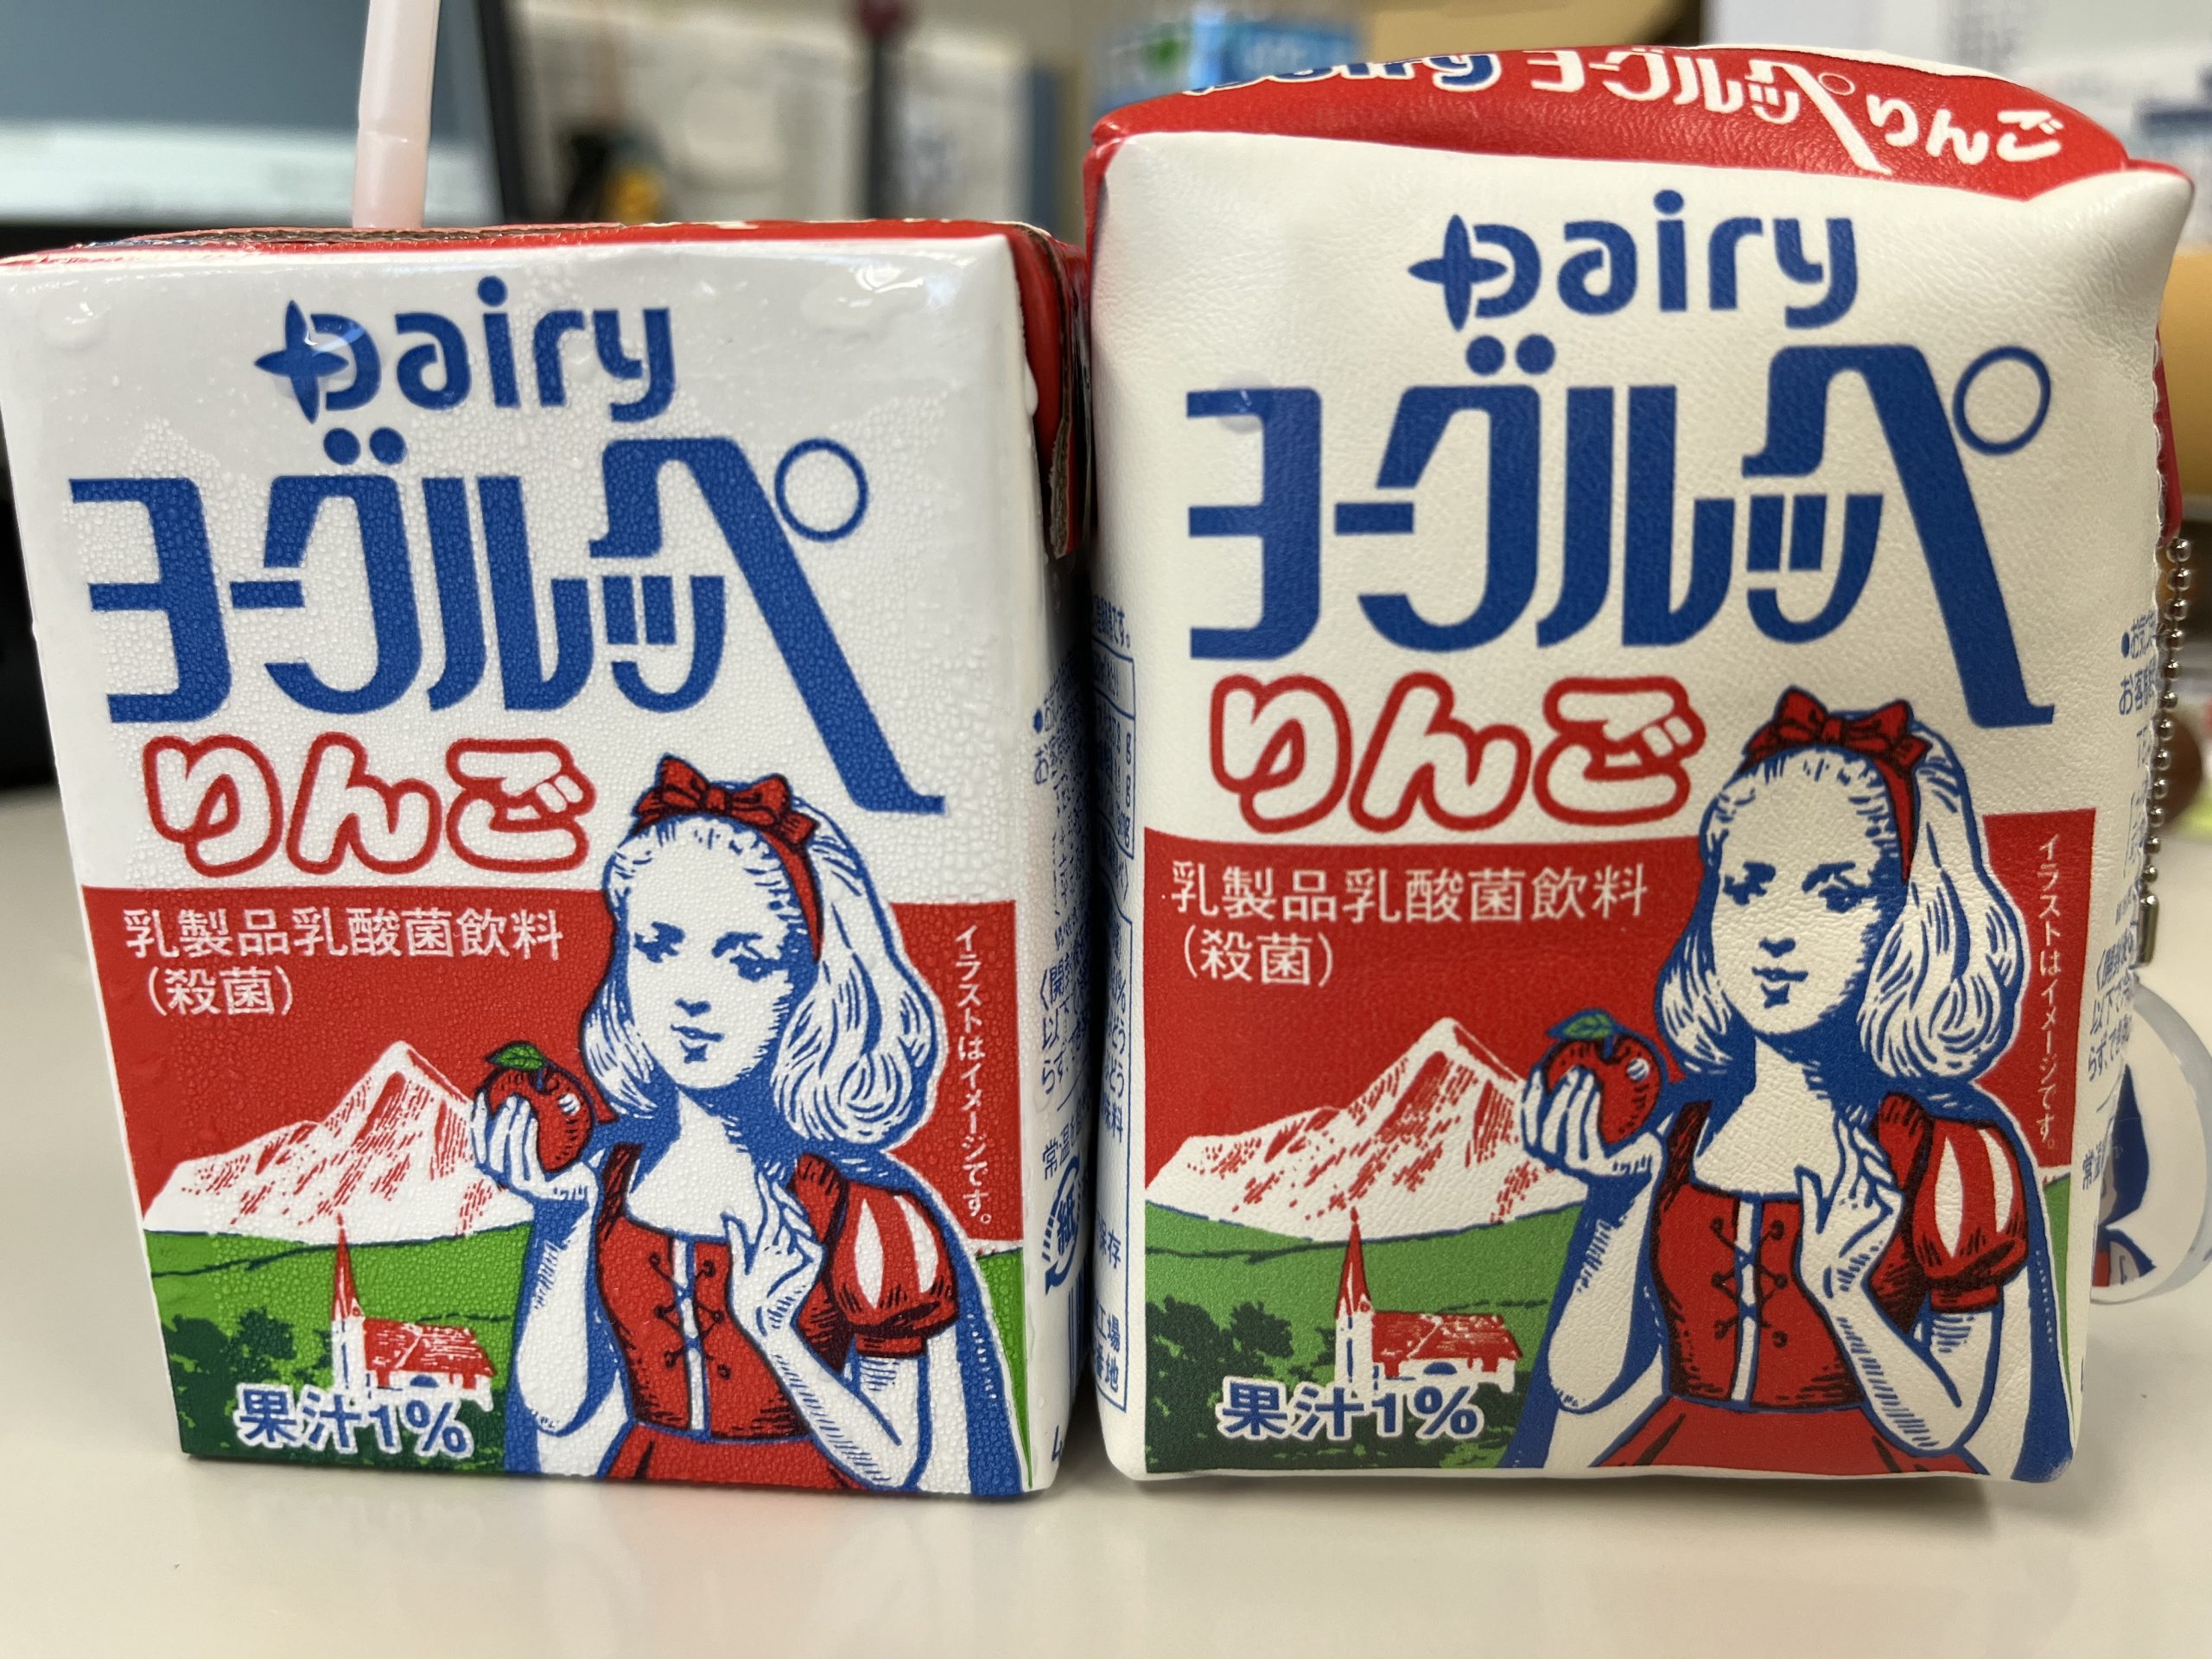 Dairy
ヨーグルッペ
りんご
乳製品乳酸菌飲料
(殺菌)
イラストはイメージです。
果汁1%
紙
Dairy ヨーグルッペ りんご
Dairy
ヨーグルッペ
りんご
乳製品乳酸菌飲料
(殺菌)
イラストはイメージです。
果汁1%